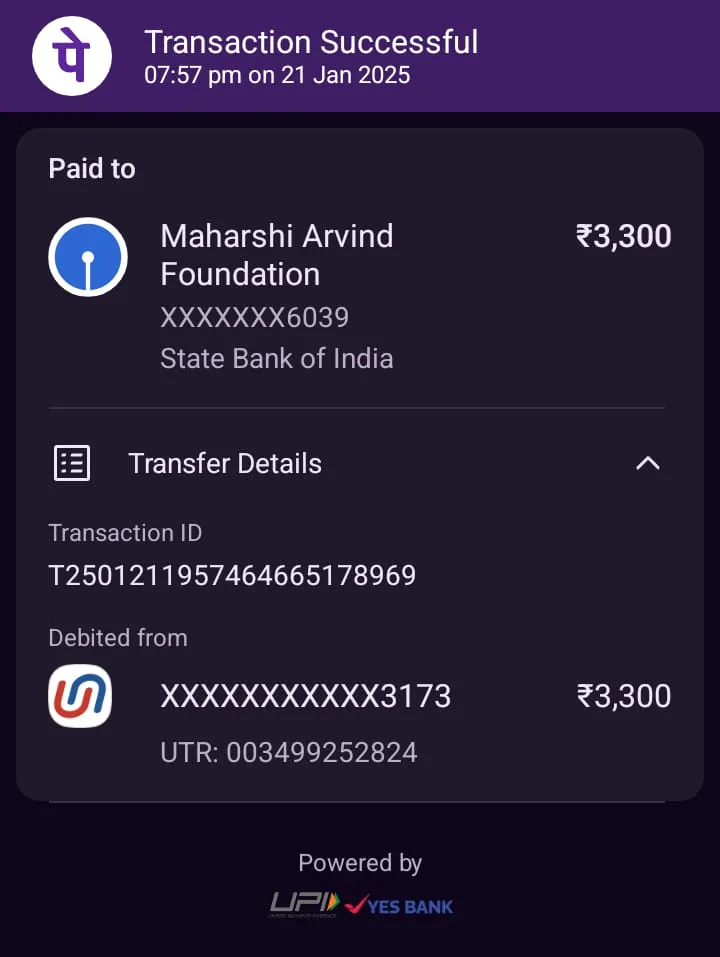 पे
Transaction Successful
07:57 pm on 21 Jan 2025
Paid to
Maharshi Arvind
Foundation
₹3,300
XXXXXXX6039
State Bank of India
Transfer Details
Transaction ID
T2501211957464665178969
Debited from
XXXXXXXXXXX3173
₹3,300
UTR: 003499252824
Powered by
UPI
YES BANK